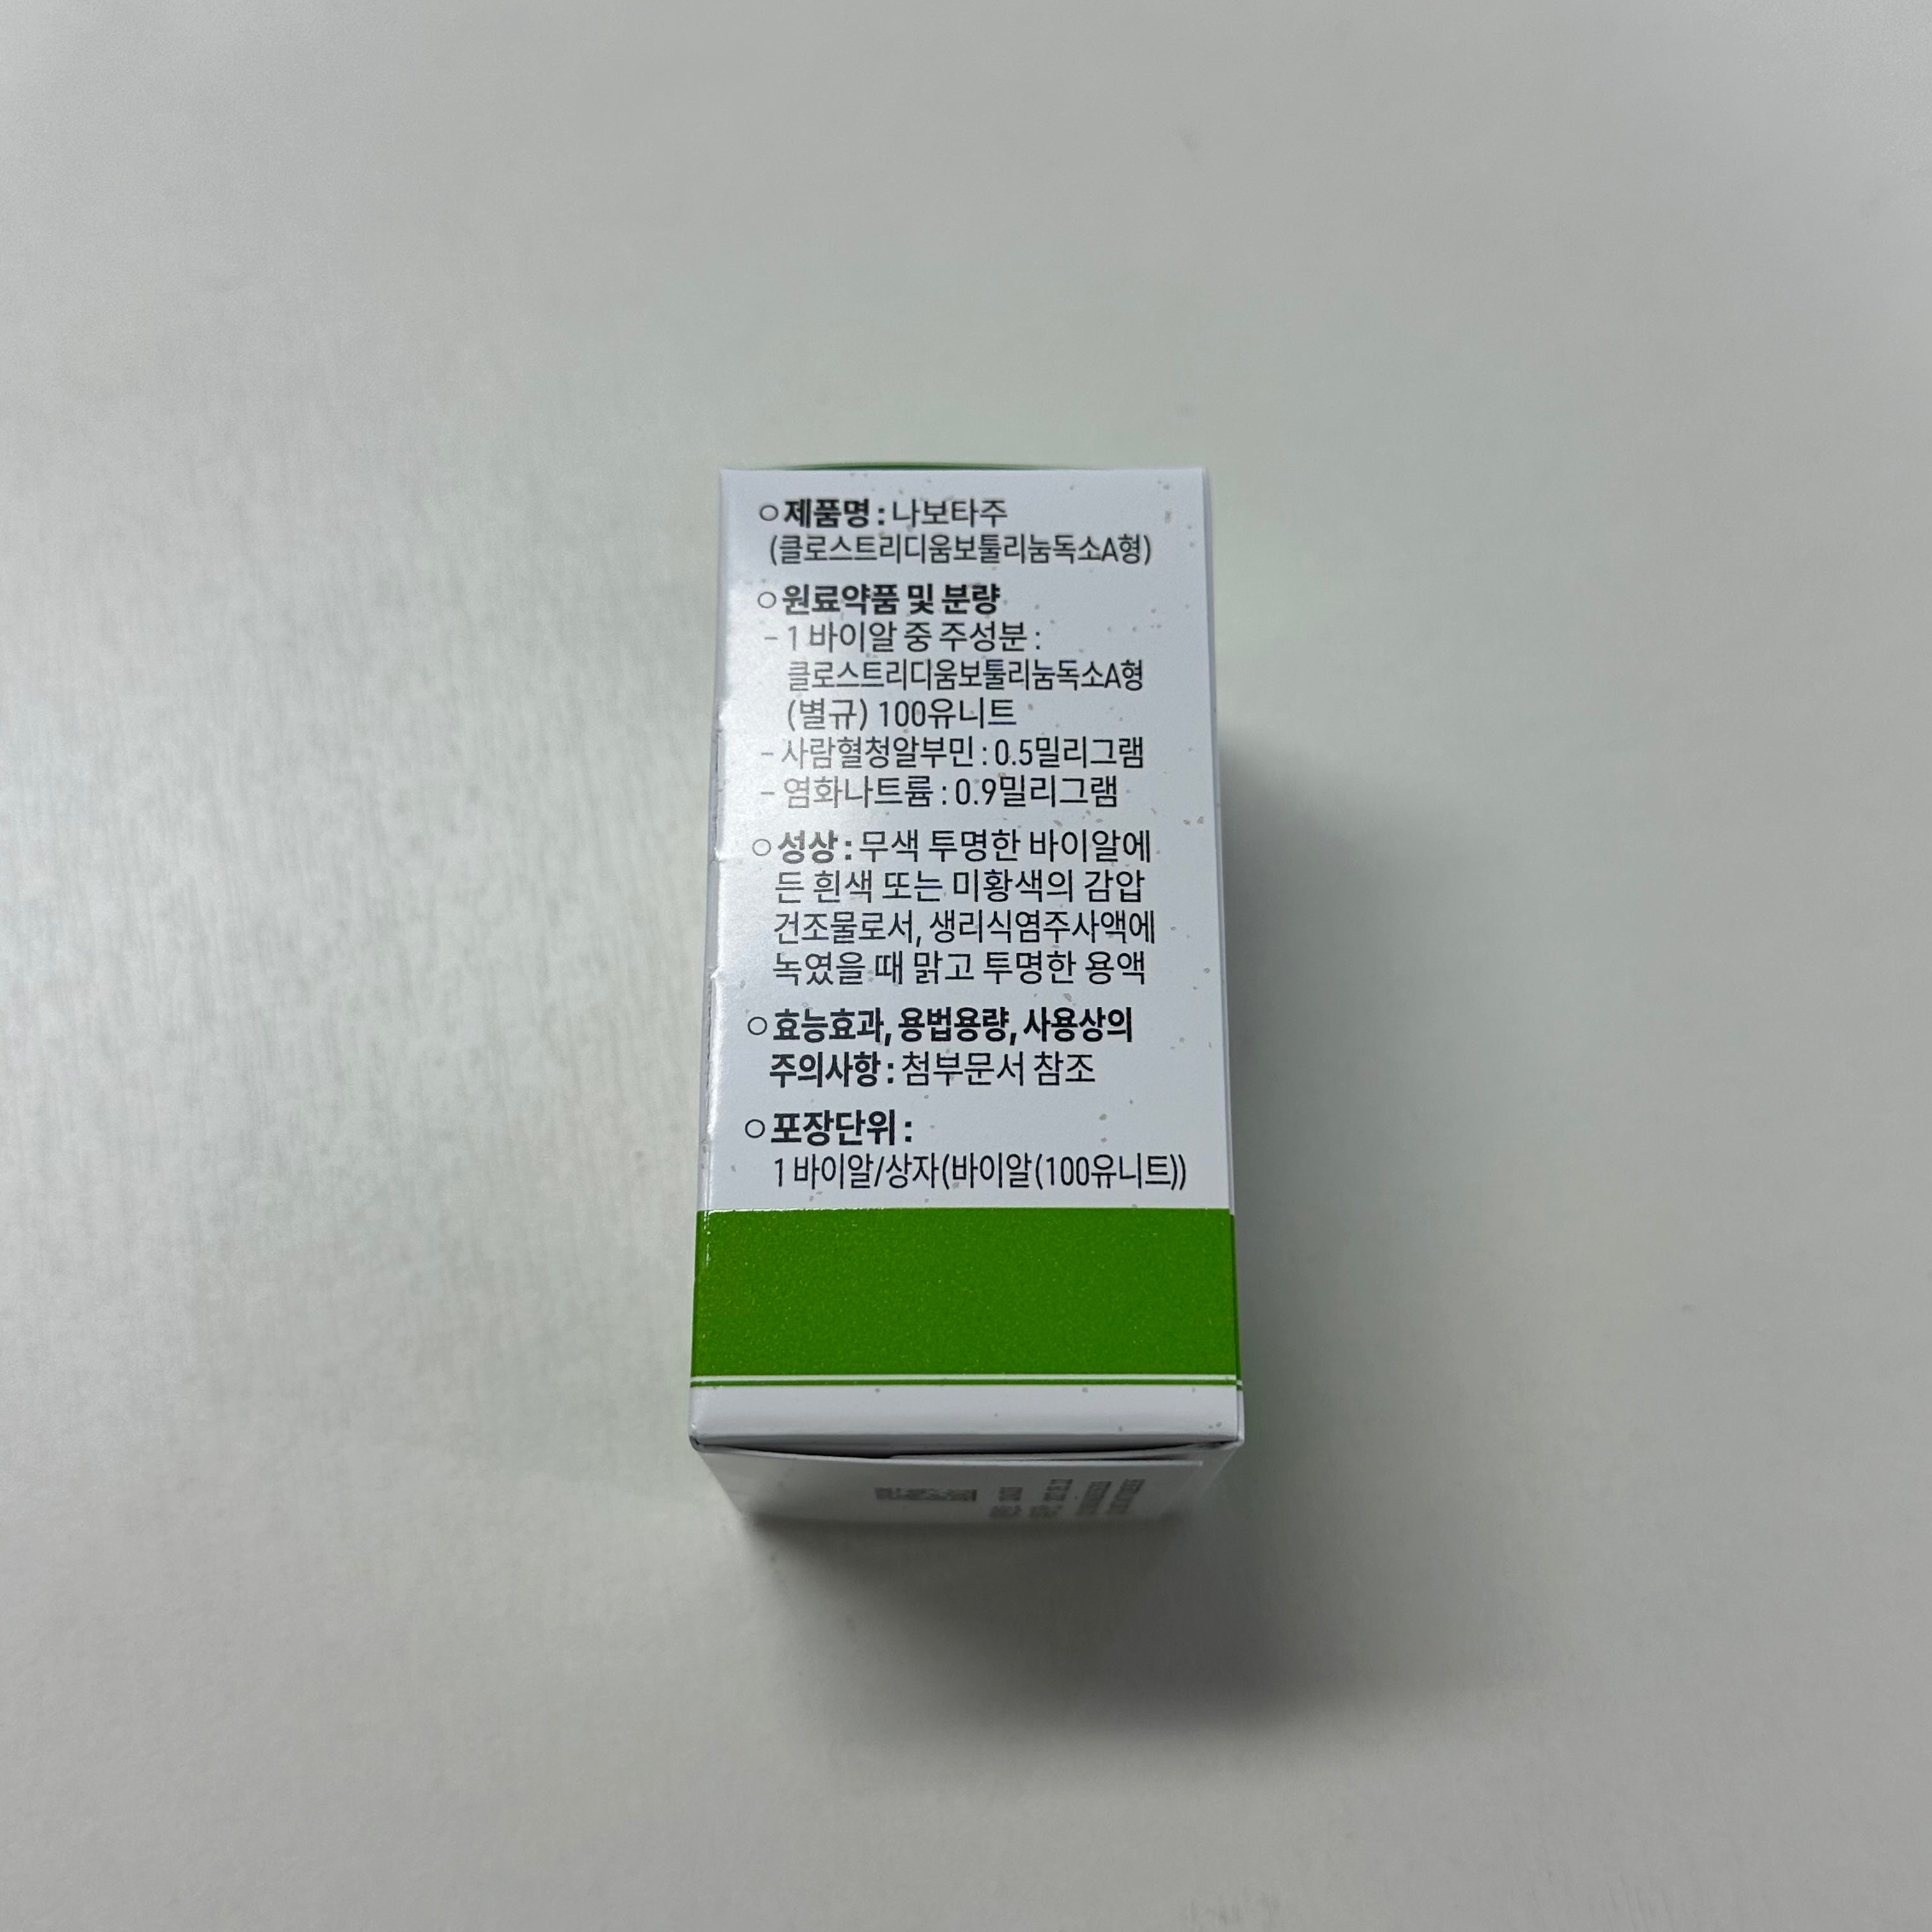 ○ 제품명 : 나보타주
(클로스트리디움보툴리눔독소A형)
○ 원료약품 및 분량
- 1 바이알 중 주성분 :
클로스트리디움보툴리눔독소A형
(별규) 100유니트
- 사람혈청알부민 : 0.5밀리그램
- 염화나트륨 : 0.9밀리그램
○ 성상 : 무색 투명한 바이알에
든 흰색 또는 미황색의 감압
건조물로서, 생리식염주사액에
녹였을 때 맑고 투명한 용액
○ 효능효과, 용법용량, 사용상의
주의사항 : 첨부문서 참조
○ 포장단위 :
1 바이알/상자(바이알(100유니트))